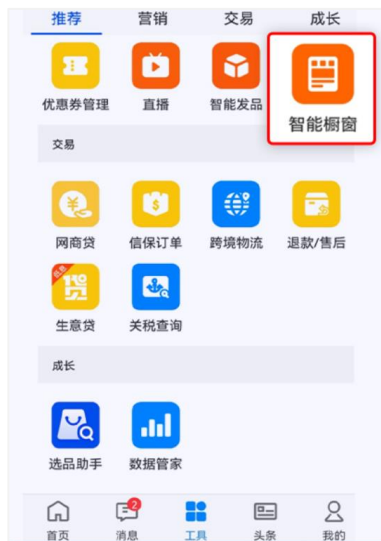 推荐 营销 交易 成长
优惠券管理 直播 智能发品 智能橱窗
交易
网商贷 信保订单 跨境物流 退款/售后
生意贷 关税查询
成长
选品助手 数据管家
2
首页 消息 工具 头条 我的